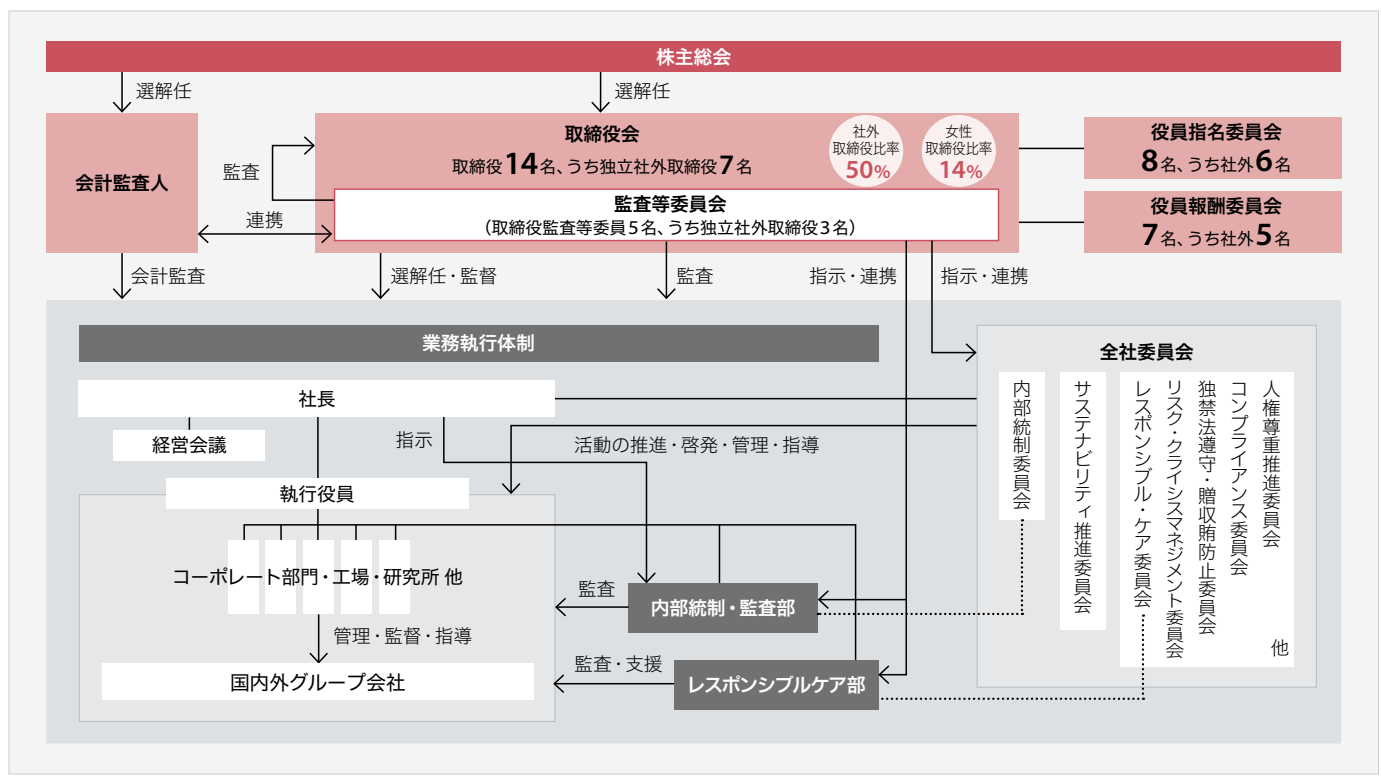 株主総会
選解任
選解任
会計監査人
監査
連携
取締役会
取締役14名、うち独立社外取締役7名
社外
取締役比率
50%
女性
取締役比率
14%
監査等委員会
（取締役監査等委員5名、うち独立社外取締役3名）
役員指名委員会
8名、うち社外6名
役員報酬委員会
7名、うち社外5名
会計監査
選解任・監督
監査
指示・連携
指示・連携
業務執行体制
社長
経営会議
指示
活動の推進・啓発・管理・指導
執行役員
コーポレート部門・工場・研究所 他
管理・監督・指導
国内外グループ会社
監査
内部統制・監査部
監査・支援
レスポンシブルケア部
全社委員会
内部統制委員会
サステナビリティ推進委員会
レスポンシブル・ケア委員会
リスク・クライシスマネジメント委員会
独禁法遵守・贈収賄防止委員会
コンプライアンス委員会
人権尊重推進委員会
他